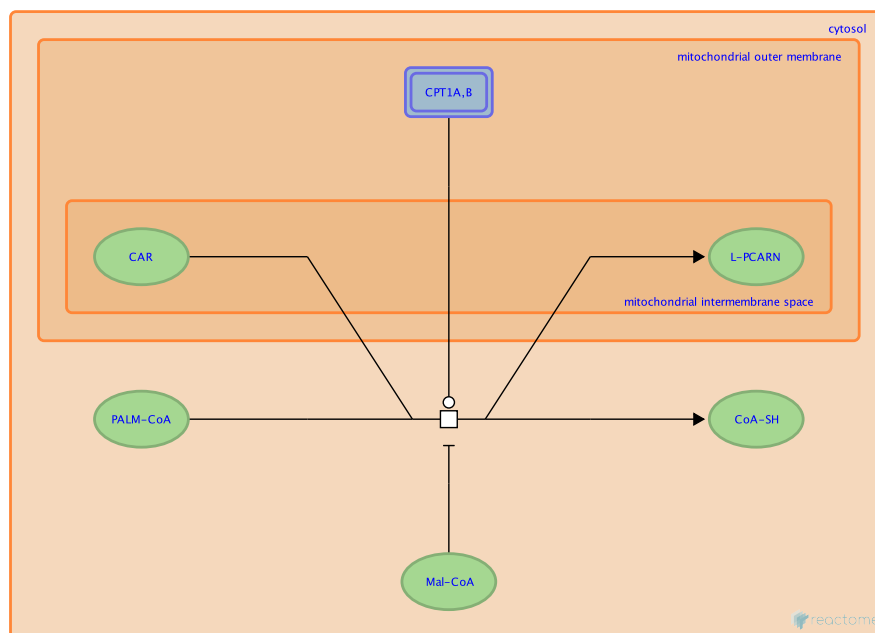 cytosol
mitochondrial outer membrane
CPT1A,B
CAR
L-PCARN
mitochondrial intermembrane space
PALM-CoA
CoA-SH
Mal-CoA
reactome